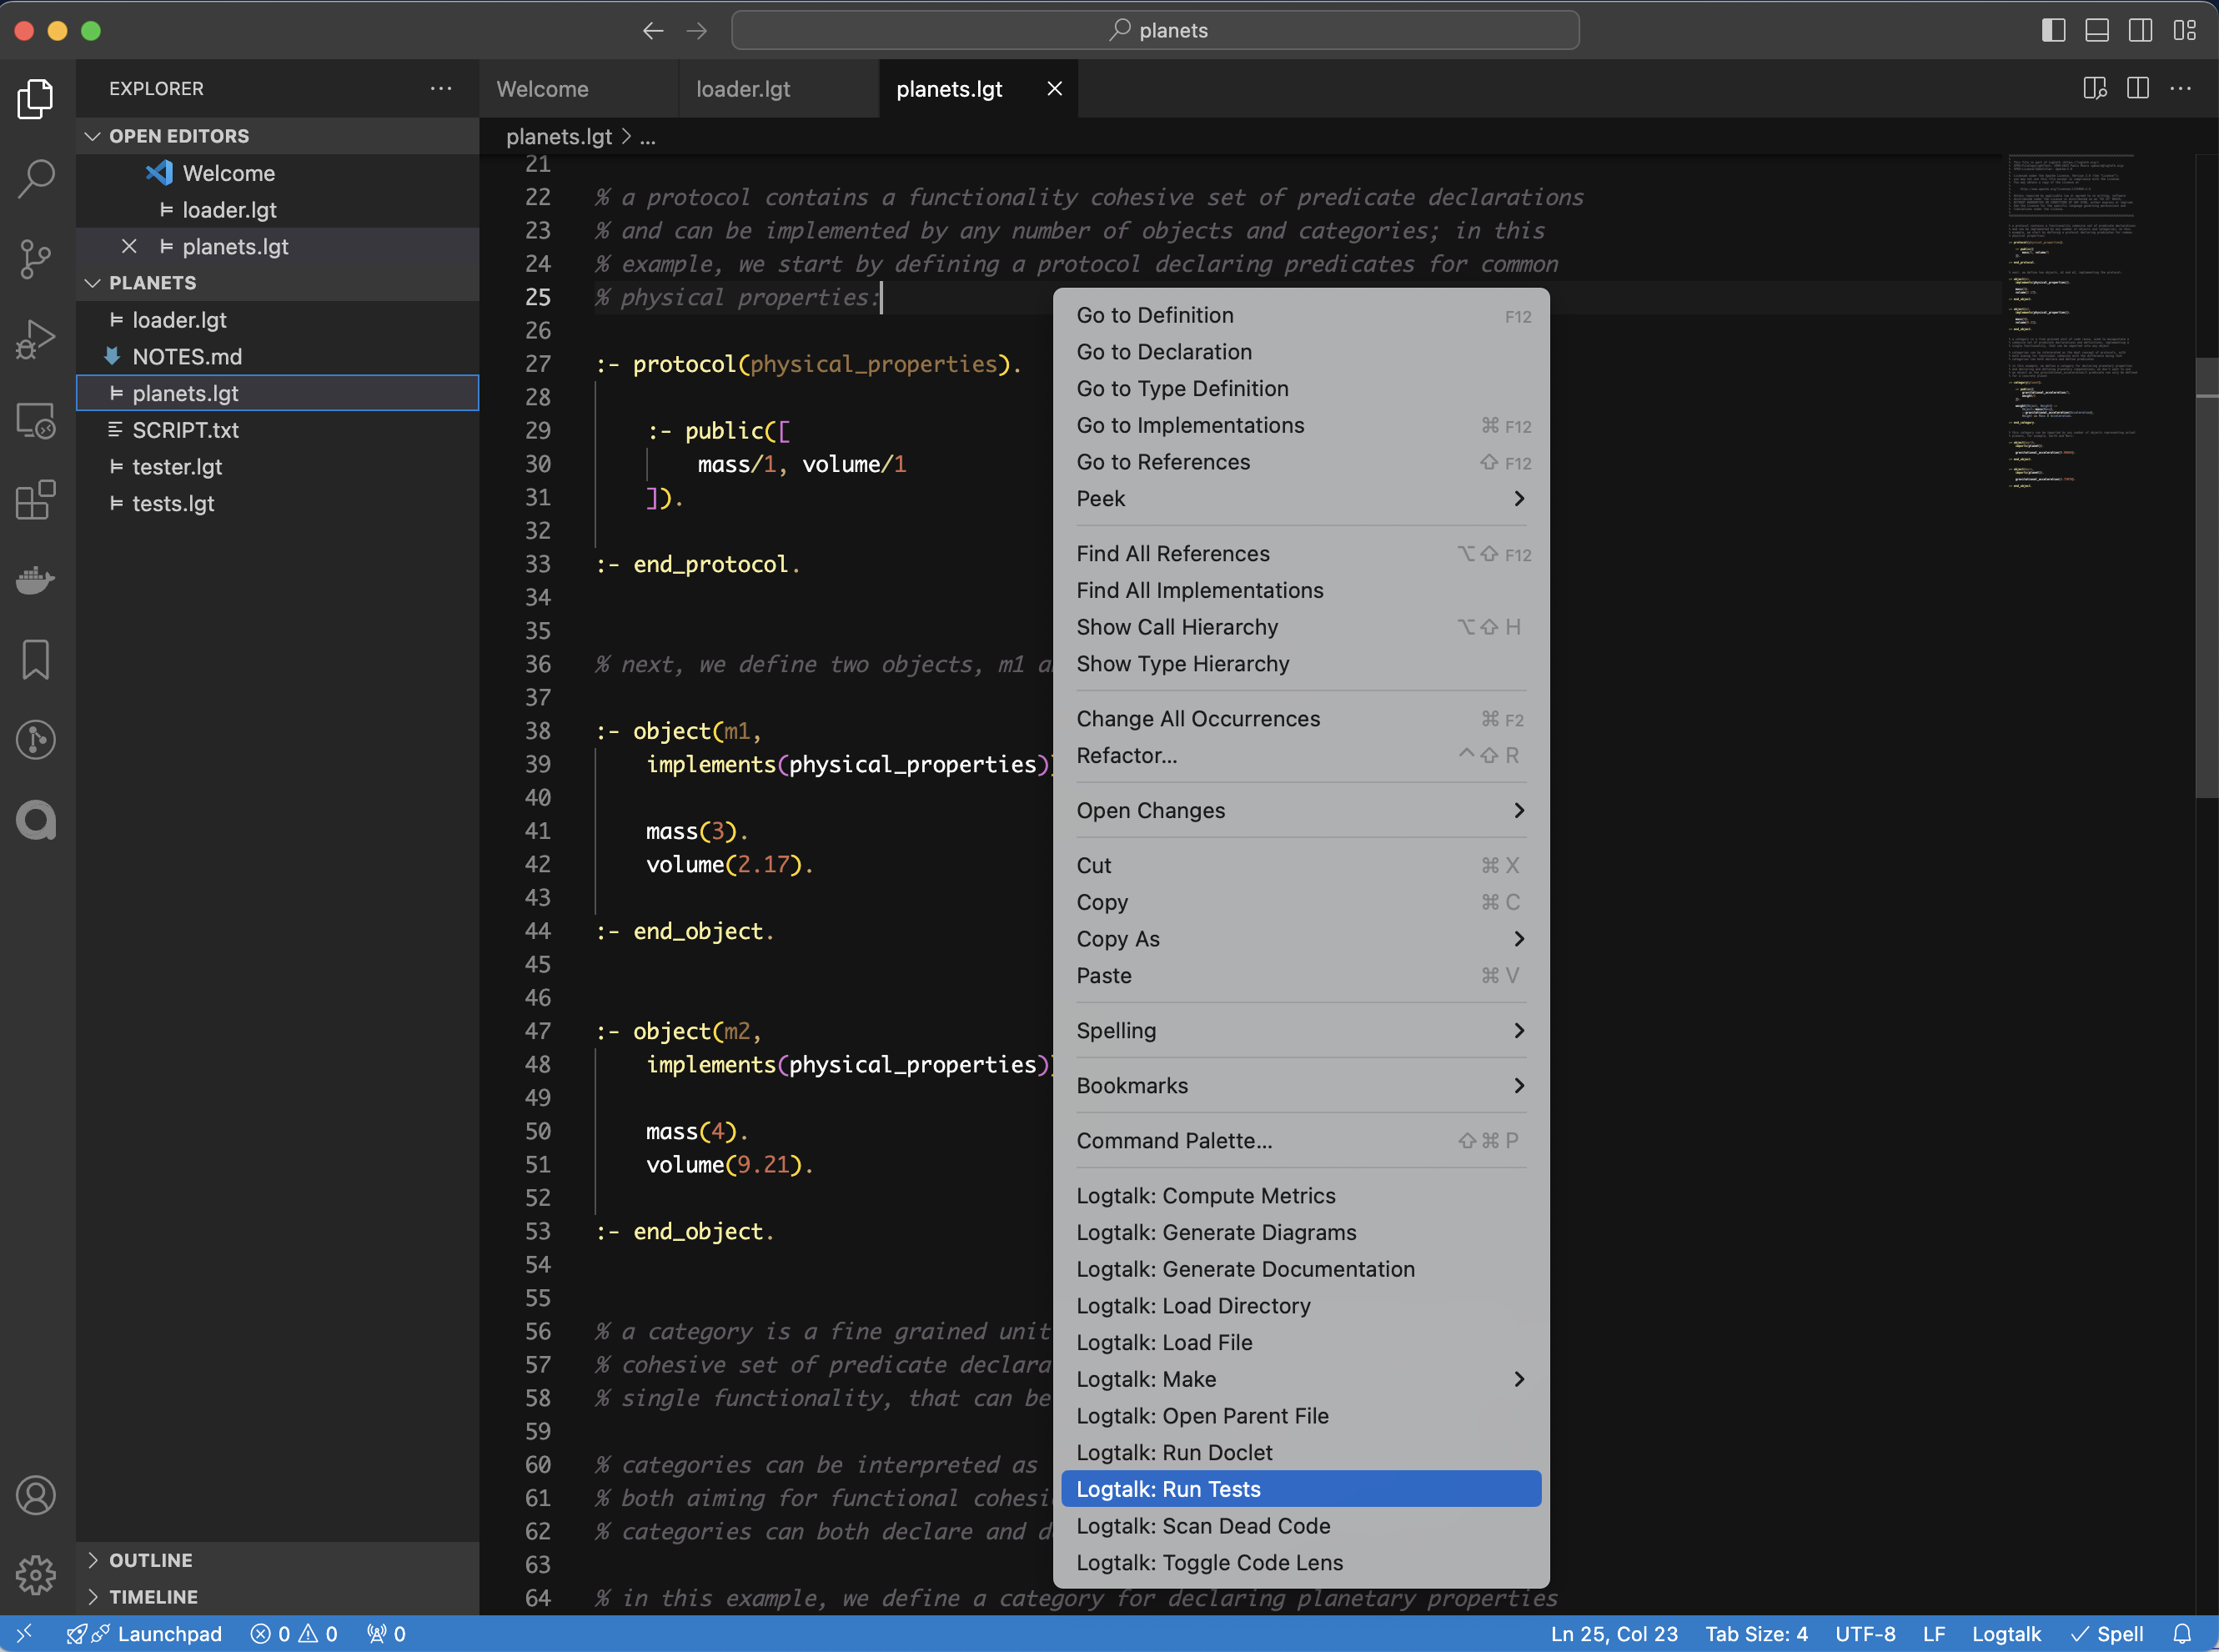 planets
EXPLORER
Welcome
loader.lgt
planets.lgt
OPEN EDITORS
Welcome
loader.lgt
planets.lgt
PLANETS
loader.lgt
NOTES.md
planets.lgt
SCRIPT.txt
tester.lgt
tests.lgt
OUTLINE
TIMELINE
planets.lgt > ...
21
22 % a protocol contains a functionality cohesive set of predicate declarations
23 % and can be implemented by any number of objects and categories; in this
24 % example, we start by defining a protocol declaring predicates for common
25 % physical properties:
26
27 :- protocol(physical_properties).
28
29 :- public([
30 mass/1, volume/1
31 ]).
32
33 :- end_protocol.
34
35
36 % next, we define two objects, m1
37
38 :- object(m1,
39 implements(physical_properties)
40
41 mass(3).
42 volume(2.17).
43
44 :- end_object.
45
46
47 :- object(m2,
48 implements(physical_properties)
49
50 mass(4).
51 volume(9.21).
52
53 :- end_object.
54
55
56 % a category is a fine grained unit
57 % cohesive set of predicate declara
58 % single functionality, that can be
59
60 % categories can be interpreted as
61 % both aiming for functional cohesi
62 % categories can both declare and d
63
64 % in this example, we define a category for declaring planetary properties
Go to Definition F12
Go to Declaration
Go to Type Definition
Go to Implementations ⌘ F12
Go to References ⇧ F12
Peek
Find All References ⌥⇧ F12
Find All Implementations
Show Call Hierarchy ⌥⇧ H
Show Type Hierarchy
Change All Occurrences ⌘ F2
Refactor... ^⇧ R
Open Changes
Cut ⌘ X
Copy ⌘ C
Copy As
Paste ⌘ V
Spelling
Bookmarks
Command Palette... ⇧⌘ P
Logtalk: Compute Metrics
Logtalk: Generate Diagrams
Logtalk: Generate Documentation
Logtalk: Load Directory
Logtalk: Load File
Logtalk: Make
Logtalk: Open Parent File
Logtalk: Run Doclet
Logtalk: Run Tests
Logtalk: Scan Dead Code
Logtalk: Toggle Code Lens
Launchpad 0 0 0 Ln 25, Col 23 Tab Size: 4 UTF-8 LF Logtalk Spell